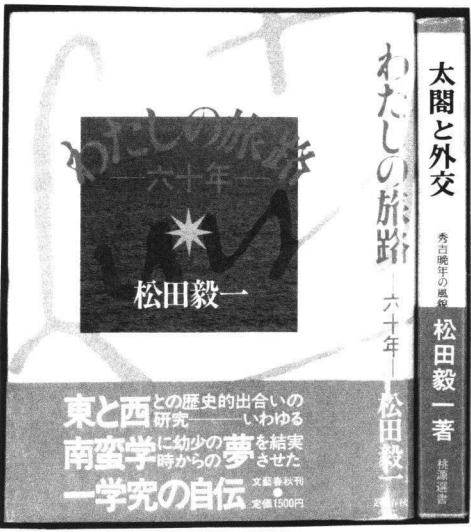 わたしの旅路
―六十年―
松田毅一
東と西との歴史的出合いの研究―――いわゆる
南蛮学に幼少の時からの夢を結実させた
一学究の自伝 文藝春秋刊●定価1500円
わたしの旅路―六十年―松田毅一
文藝春秋
太閤と外交
秀吉晩年の風貌
松田毅一著
桃源選書